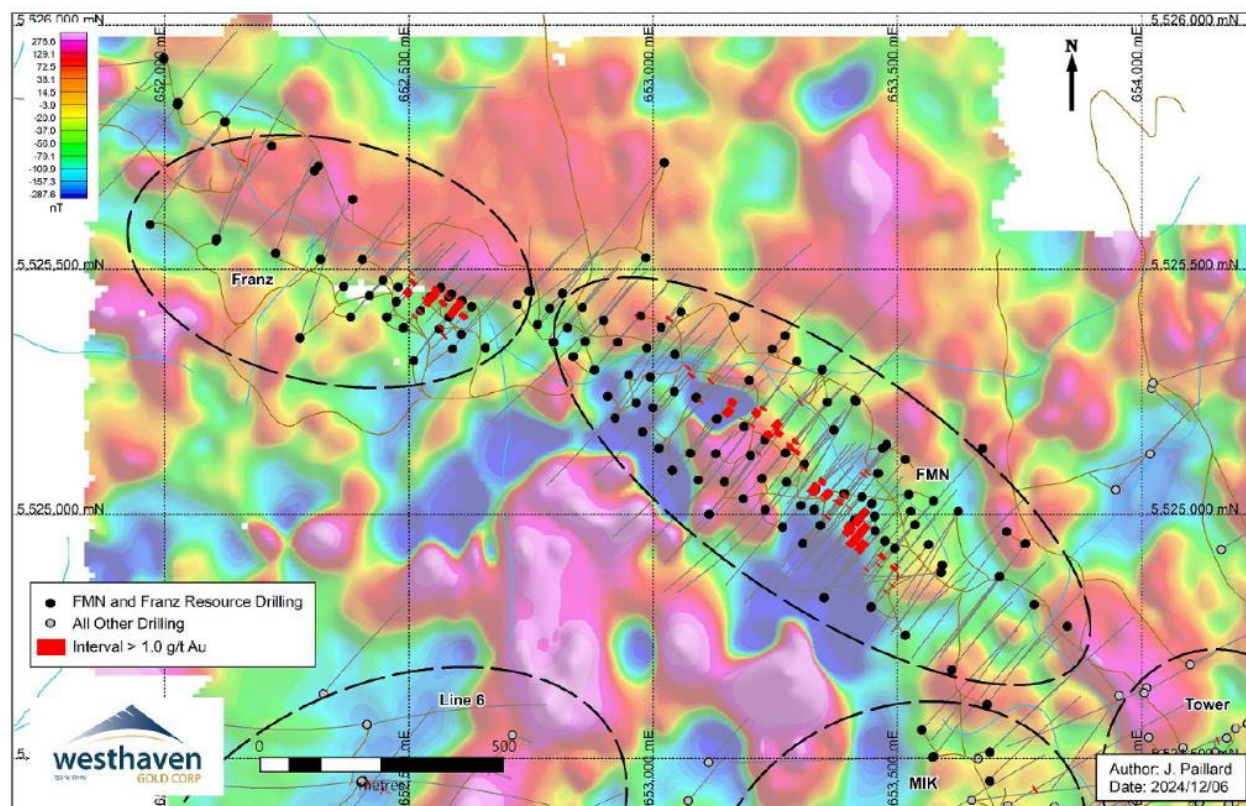 5,526,000 mN
5,526,000 mN
275.6
129.1
72.5
38.1
14.5
-3.9
-20.0
-37.0
-56.0
-79.1
-109.9
-157.3
-287.6
nT
652,000 mE
652,500 mE
653,000 mE
653,500 mE
654,000 mE
N
5,525,500 mN
5,525,500 mN
Franz
FMN
5,525,000 mN
5,525,000 mN
FMN and Franz Resource Drilling
All Other Drilling
Interval > 1.0 g/t Au
Line 6
Tower
MIK
westhaven
GOLD CORP
0
500
metres
Author: J. Paillard
Date: 2024/12/06